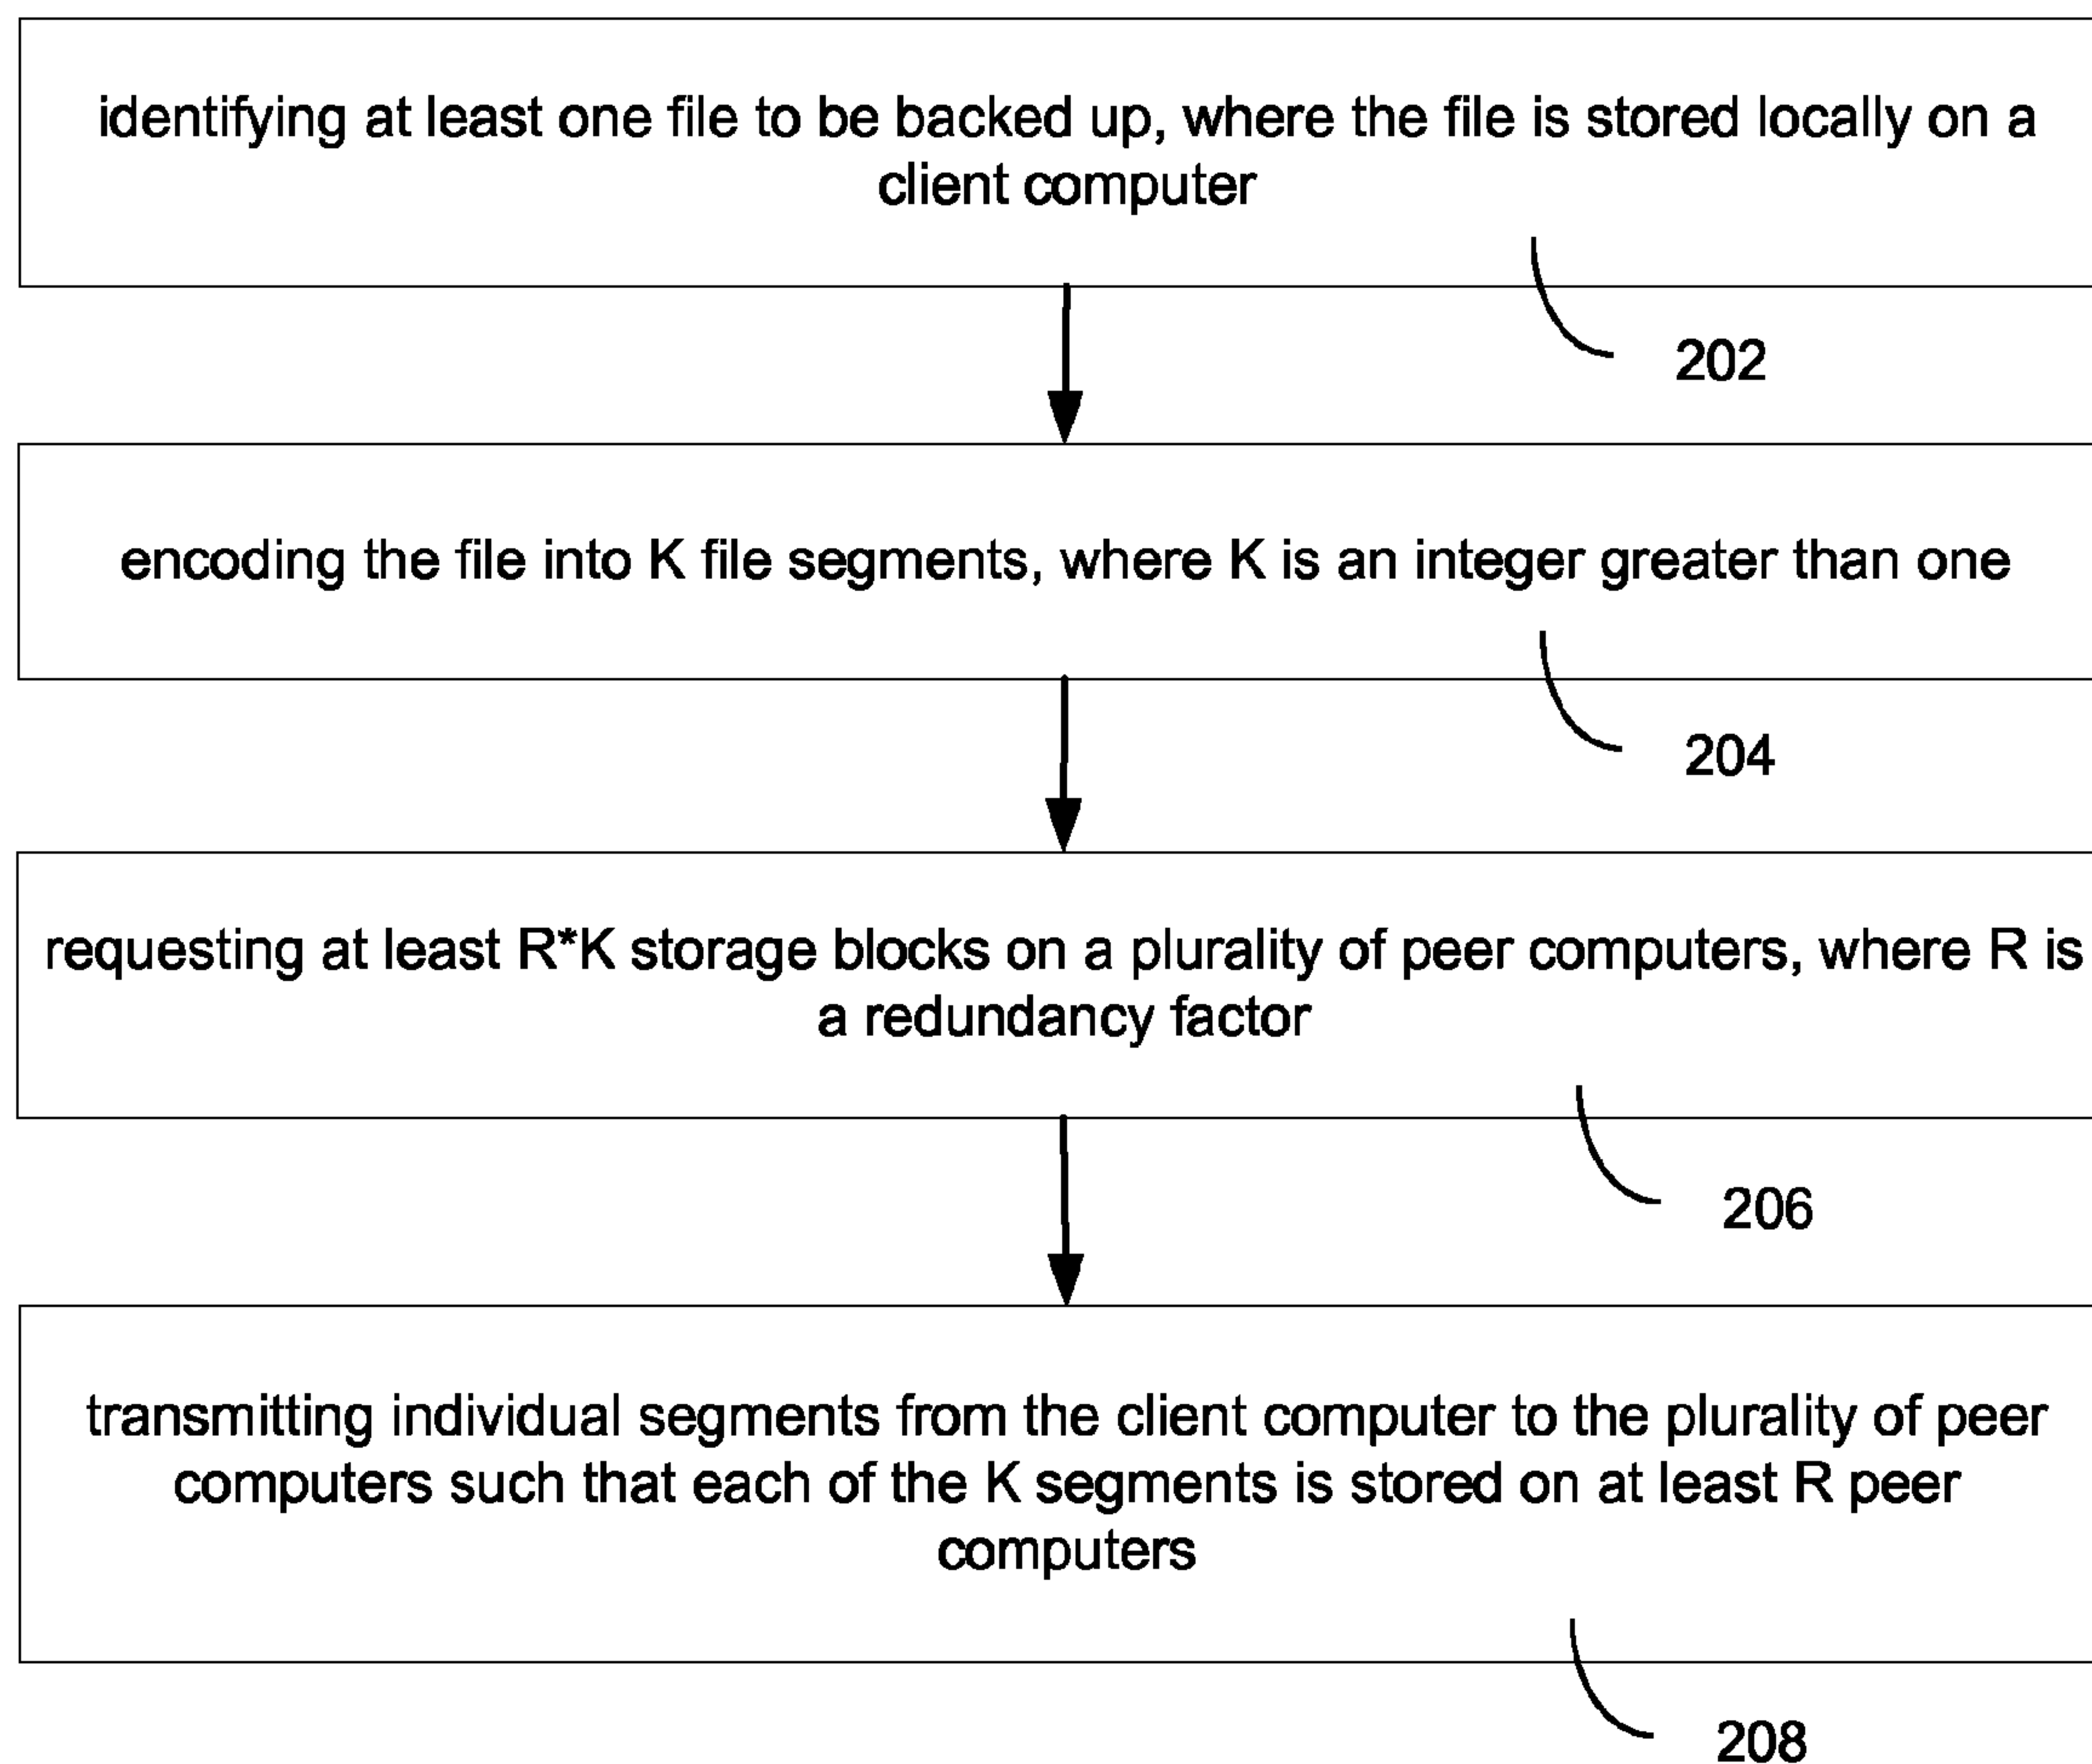 identifying at least one file to be backed up, where the file is stored locally on a
client computer
202
encoding the file into K file segments, where K is an integer greater than one
204
requesting at least R*K storage blocks on a plurality of peer computers, where R is
a redundancy factor
206
transmitting individual segments from the client computer to the plurality of peer
computers such that each of the K segments is stored on at least R peer
computers
208